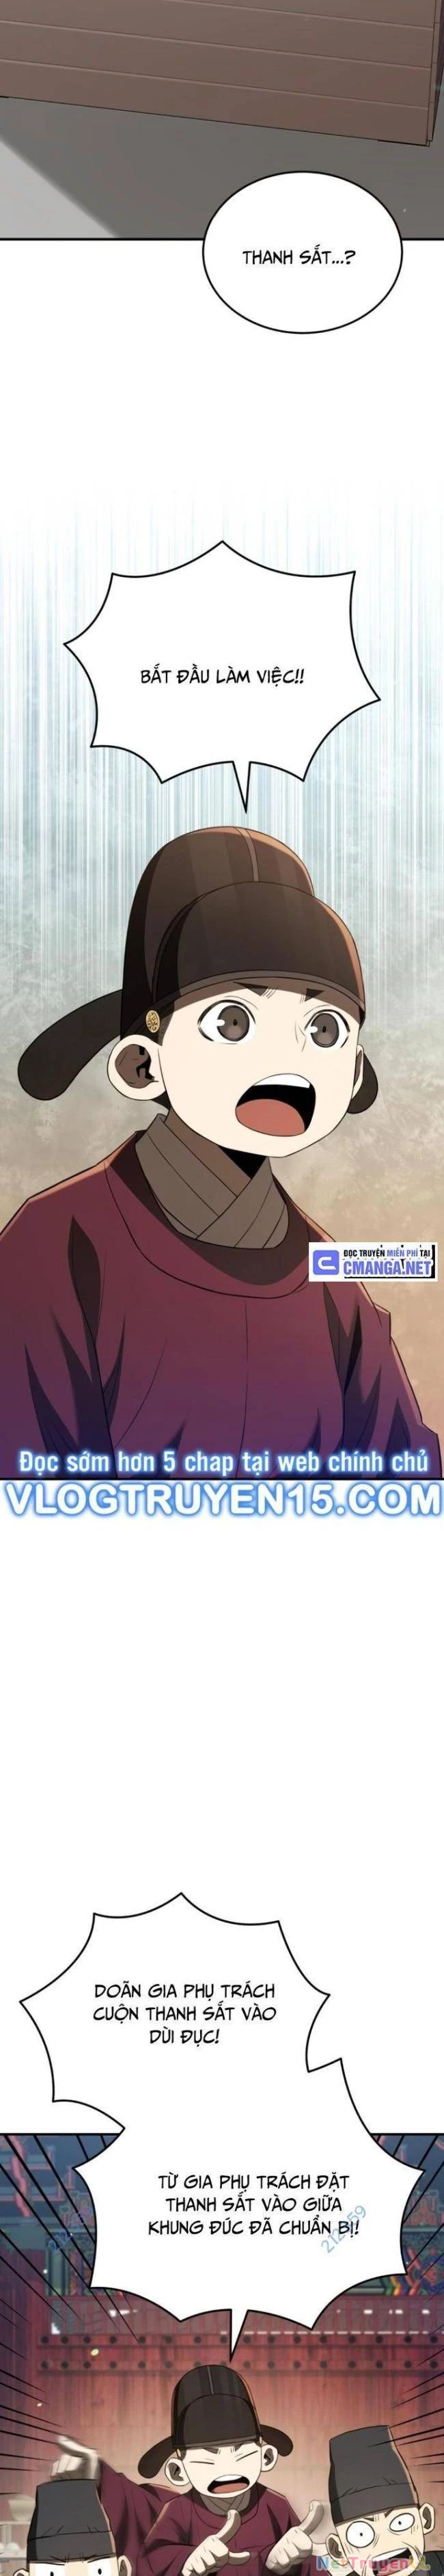 THANH SẮT...?
BẮT ĐẦU LÀM VIỆC!!
ĐỌC TRUYỆN MIỄN PHÍ TẠI
CMANGA.NET
Đọc sớm hơn 5 chap tại web chính chủ
VLOGTRUYEN15.COM
DOÃN GIA PHỤ TRÁCH
CUỘN THANH SẮT VÀO
DÙI ĐỤC!
TỪ GIA PHỤ TRÁCH ĐẶT
THANH SẮT VÀO GIỮA
KHUNG ĐÚC ĐÃ CHUẨN BỊ!